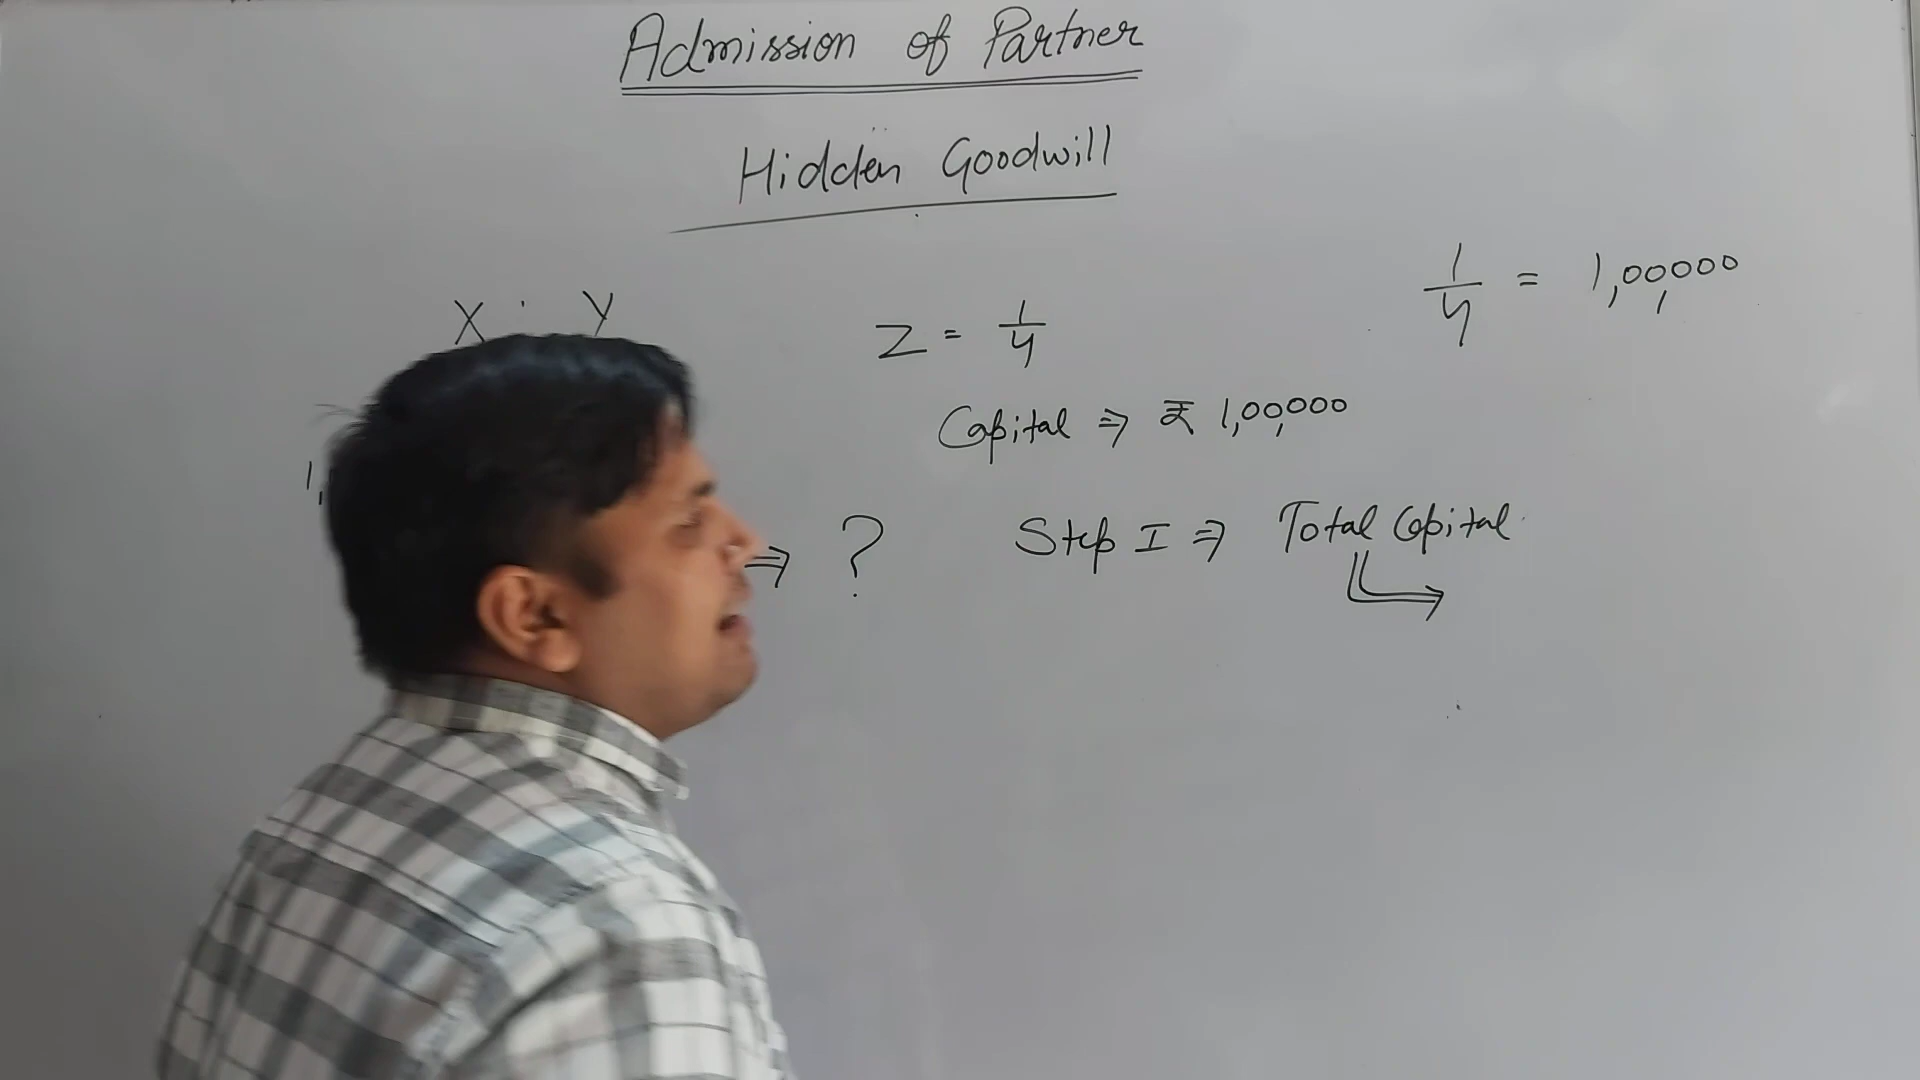 Admission of Partner
Hidden Goodwill
X : Y
Z = 1/4
Capital ⇒ ₹ 1,00,000
1/4 = 1,00,000
1,
⇒ ?
Step I ⇒ Total Capital